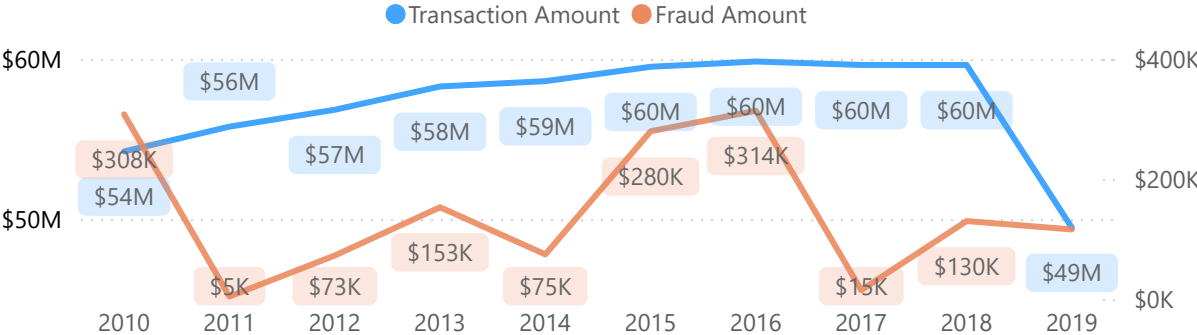 Transaction Amount Fraud Amount
$60M
$400K
$56M
$60M
$60M
$60M
$60M
$58M
$59M
$57M
$308K
$314K
$280K
$54M
$200K
$50M
$153K
$130K
$49M
$5K
$73K
$75K
$15K
$0K
2010 2011 2012 2013 2014 2015 2016 2017 2018 2019